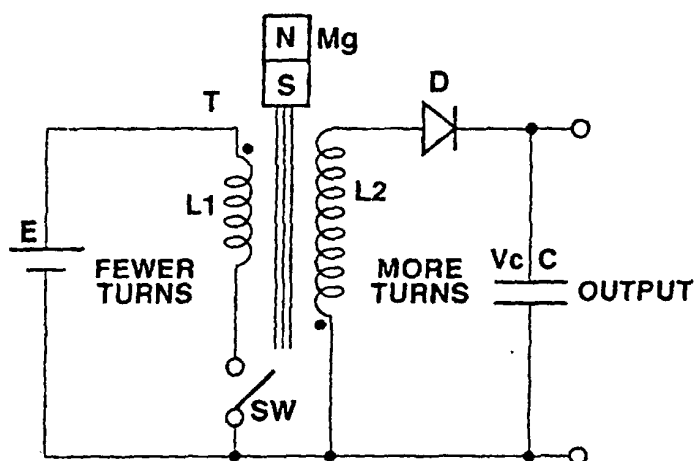 N Mg
S
D
T
L1
L2
E
FEWER
TURNS
MORE
TURNS
Vc C
OUTPUT
SW